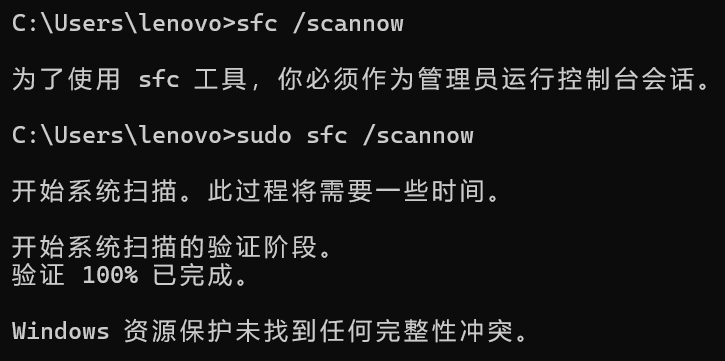 C:\Users\lenovo>sfc /scannow
为了使用 sfc 工具，你必须作为管理员运行控制台会话。
C:\Users\lenovo>sudo sfc /scannow
开始系统扫描。此过程将需要一些时间。
开始系统扫描的验证阶段。
验证 100% 已完成。
Windows 资源保护未找到任何完整性冲突。